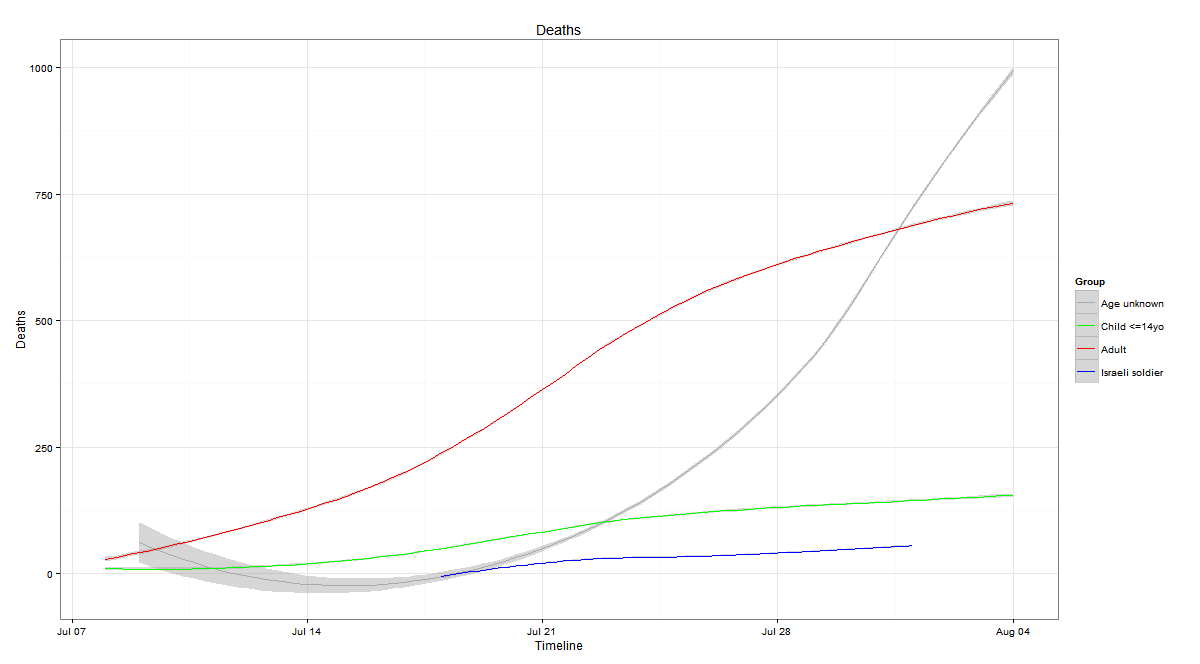 Deaths
1000
750
500
250
0
Deaths
Jul 07
Jul 14
Jul 21
Jul 28
Aug 04
Timeline
Group
Age unknown
Child <=14yo
Adult
Israeli soldier